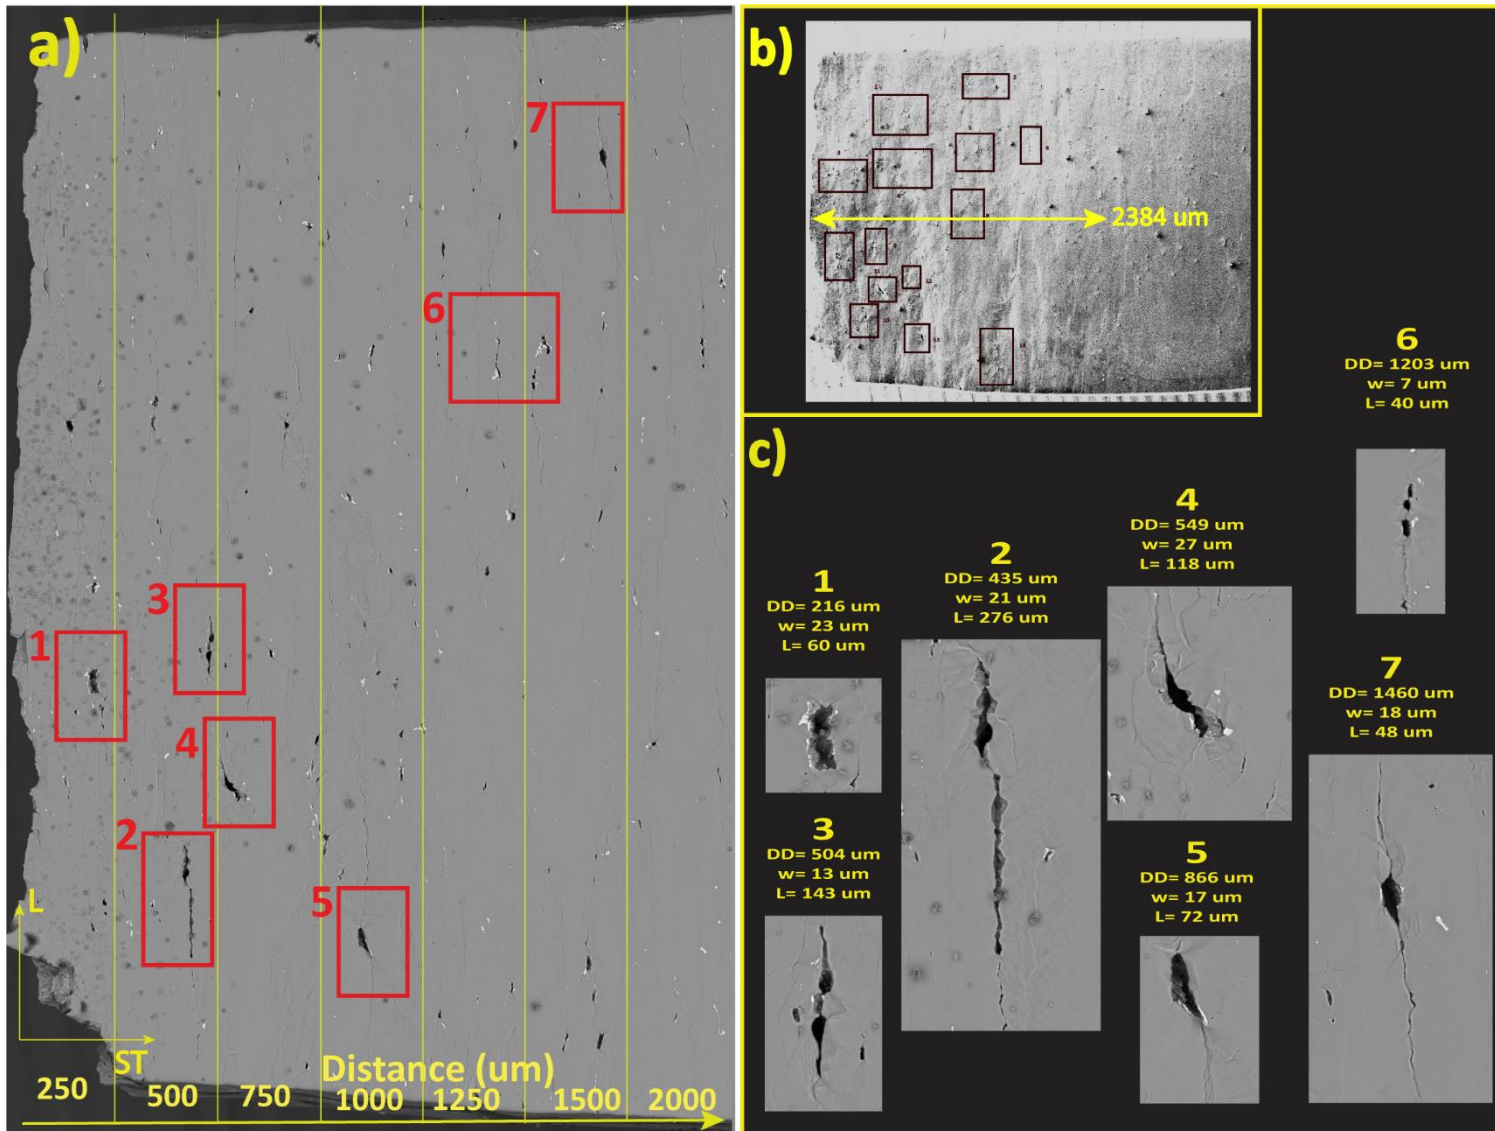 a)
7
6
3
1
4
2
5
L
ST
Distance (um)
250
500
750
1000
1250
1500
2000
b)
2384 um
c)
6
DD= 1203 um
w= 7 um
L= 40 um
4
DD= 549 um
w= 27 um
L= 118 um
2
DD= 435 um
w= 21 um
L= 276 um
1
DD= 216 um
w= 23 um
L= 60 um
7
DD= 1460 um
w= 18 um
L= 48 um
3
DD= 504 um
w= 13 um
L= 143 um
5
DD= 866 um
w= 17 um
L= 72 um